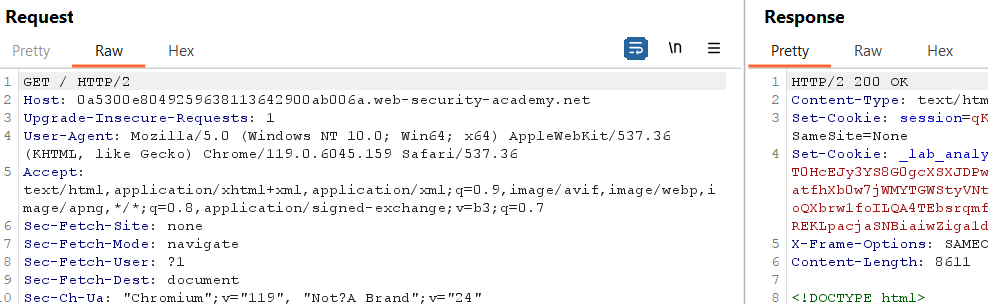 Request
Response
Pretty Raw Hex
\n
Pretty Raw Hex
1 GET / HTTP/2
2 Host: 0a5300e8049259638113642900ab006a.web-security-academy.net
3 Upgrade-Insecure-Requests: 1
4 User-Agent: Mozilla/5.0 (Windows NT 10.0; Win64; x64) AppleWebKit/537.36
(KHTML, like Gecko) Chrome/119.0.6045.159 Safari/537.36
5 Accept:
text/html,application/xhtml+xml,application/xml;q=0.9,image/avif,image/webp,i
mage/apng,*/*;q=0.8,application/signed-exchange;v=b3;q=0.7
6 Sec-Fetch-Site: none
7 Sec-Fetch-Mode: navigate
8 Sec-Fetch-User: ?1
9 Sec-Fetch-Dest: document
10 Sec-Ch-Ua: "Chromium";v="119", "Not?A Brand";v="24"
1 HTTP/2 200 OK
2 Content-Type: text/htm
3 Set-Cookie: session=qK
SameSite=None
4 Set-Cookie: _lab_analy
T0HcEJy3YS8G0gcXSXJDPw
atfhXb0w7jWMYTGWStyVNt
oQXbrw1foILQA4TEbsrqmf
REKLpacjaSNBiaiwZiga1d
5 X-Frame-Options: SAMEO
6 Content-Length: 8611
7
8 <!DOCTYPE html>